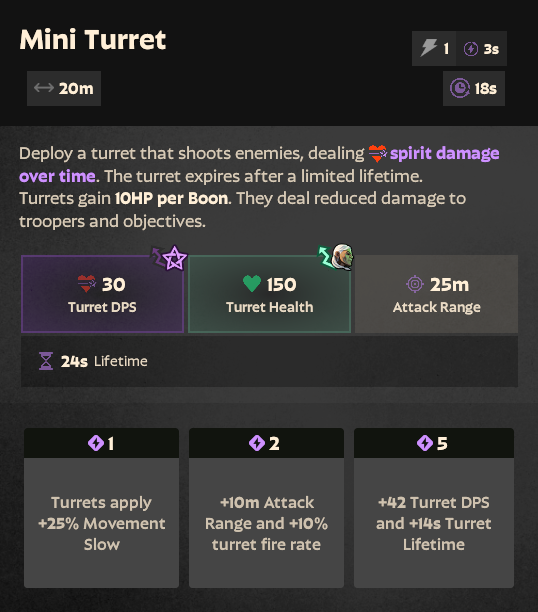 Mini Turret
1 3s
20m
18s
Deploy a turret that shoots enemies, dealing spirit damage
over time. The turret expires after a limited lifetime.
Turrets gain 10HP per Boon. They deal reduced damage to
troopers and objectives.
30
Turret DPS
150
Turret Health
25m
Attack Range
24s Lifetime
1
Turrets apply
+25% Movement
Slow
2
+10m Attack
Range and +10%
turret fire rate
5
+42 Turret DPS
and +14s Turret
Lifetime